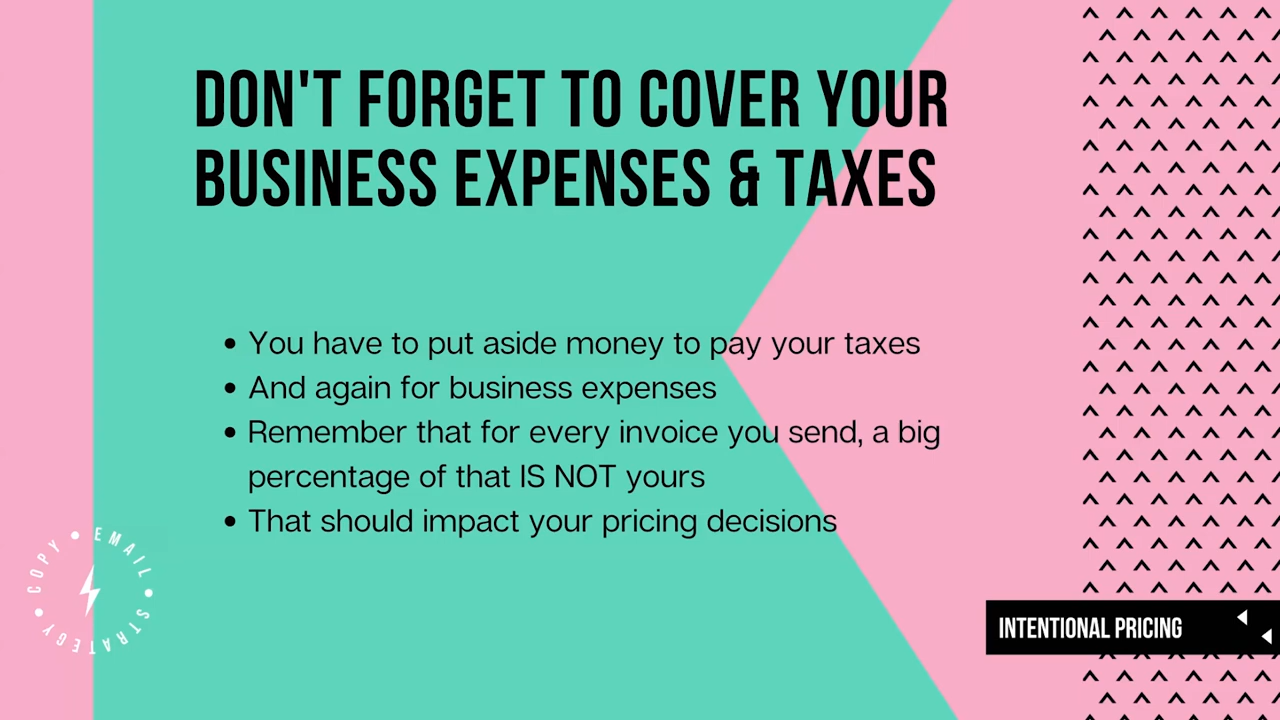 DON'T FORGET TO COVER YOUR
BUSINESS EXPENSES & TAXES
• You have to put aside money to pay your taxes
• And again for business expenses
• Remember that for every invoice you send, a big
percentage of that IS NOT yours
• That should impact your pricing decisions
COPY • EMAIL • STRATEGY •
INTENTIONAL PRICING